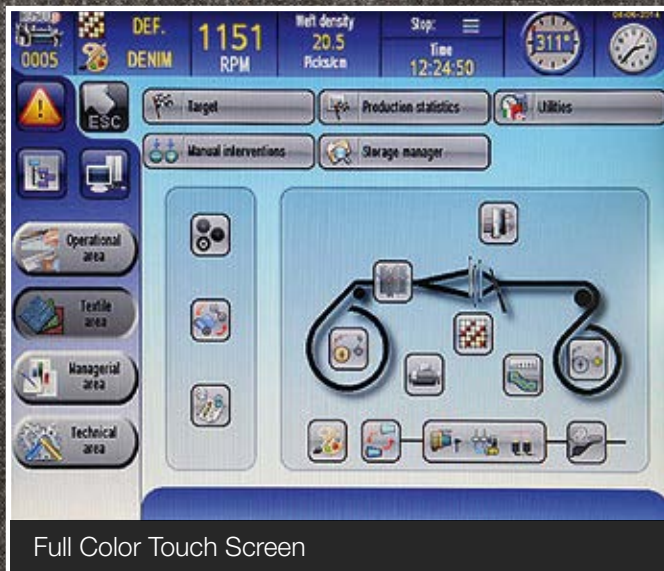 DEF.
DENIM
0005
1151
RPM
Weft density
20.5
Picks/cm
Stop:
Time
12:24:50
311°
ESC
Target
Production statistics
Utilities
Manual interventions
Storage manager
Operational
area
Textile
area
Managerial
area
Technical
area
Full Color Touch Screen